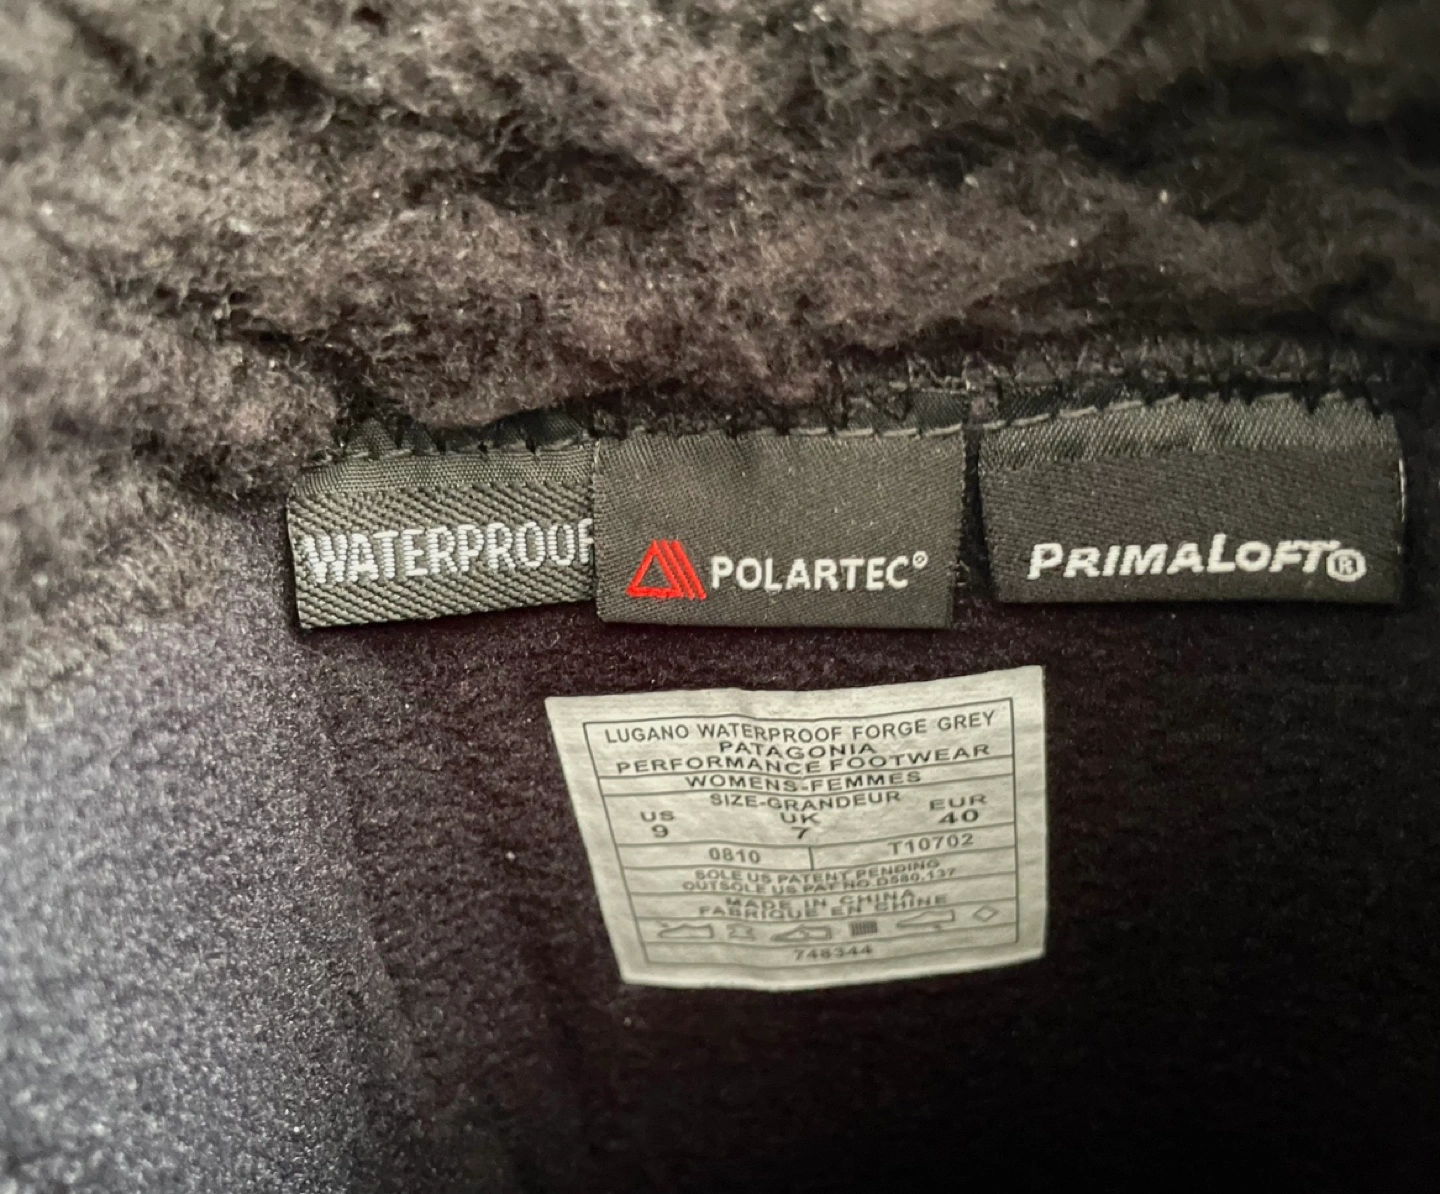 WATERPROOF
POLARTEC®
PRIMALOFT®
LUGANO WATERPROOF FORGE GREY
PATAGONIA
PERFORMANCE FOOTWEAR
WOMENS-FEMMES
SIZE-GRANDEUR
US UK EUR
9 7 40
0810 T10702
SOLE US PATENT PENDING
OUTSOLE US PAT NO.D580,137
MADE IN CHINA
FABRIQUE EN CHINE
748344